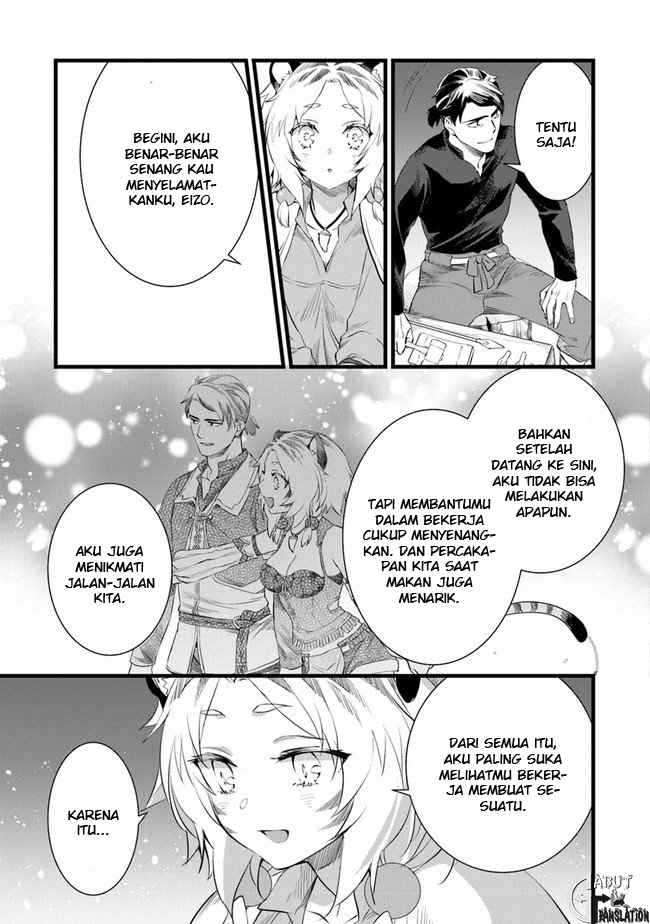 TENTU
SAJA!
BEGINI, AKU
BENAR-BENAR
SENANG KAU
MENYELAMAT-
KANKU, EIZO.
BAHKAN
SETELAH
DATANG KE SINI,
AKU TIDAK BISA
MELAKUKAN
APAPUN.
TAPI MEMBANTUMU
DALAM BEKERJA
CUKUP MENYENANG-
KAN. DAN PERCAKA-
PAN KITA SAAT
MAKAN JUGA
MENARIK.
AKU JUGA
MENIKMATI
JALAN-JALAN
KITA.
DARI SEMUA ITU,
AKU PALING SUKA
MELIHATMU BEKER-
JA MEMBUAT SE-
SUATU.
KARENA
ITU...
ABUT
TRANSLATION